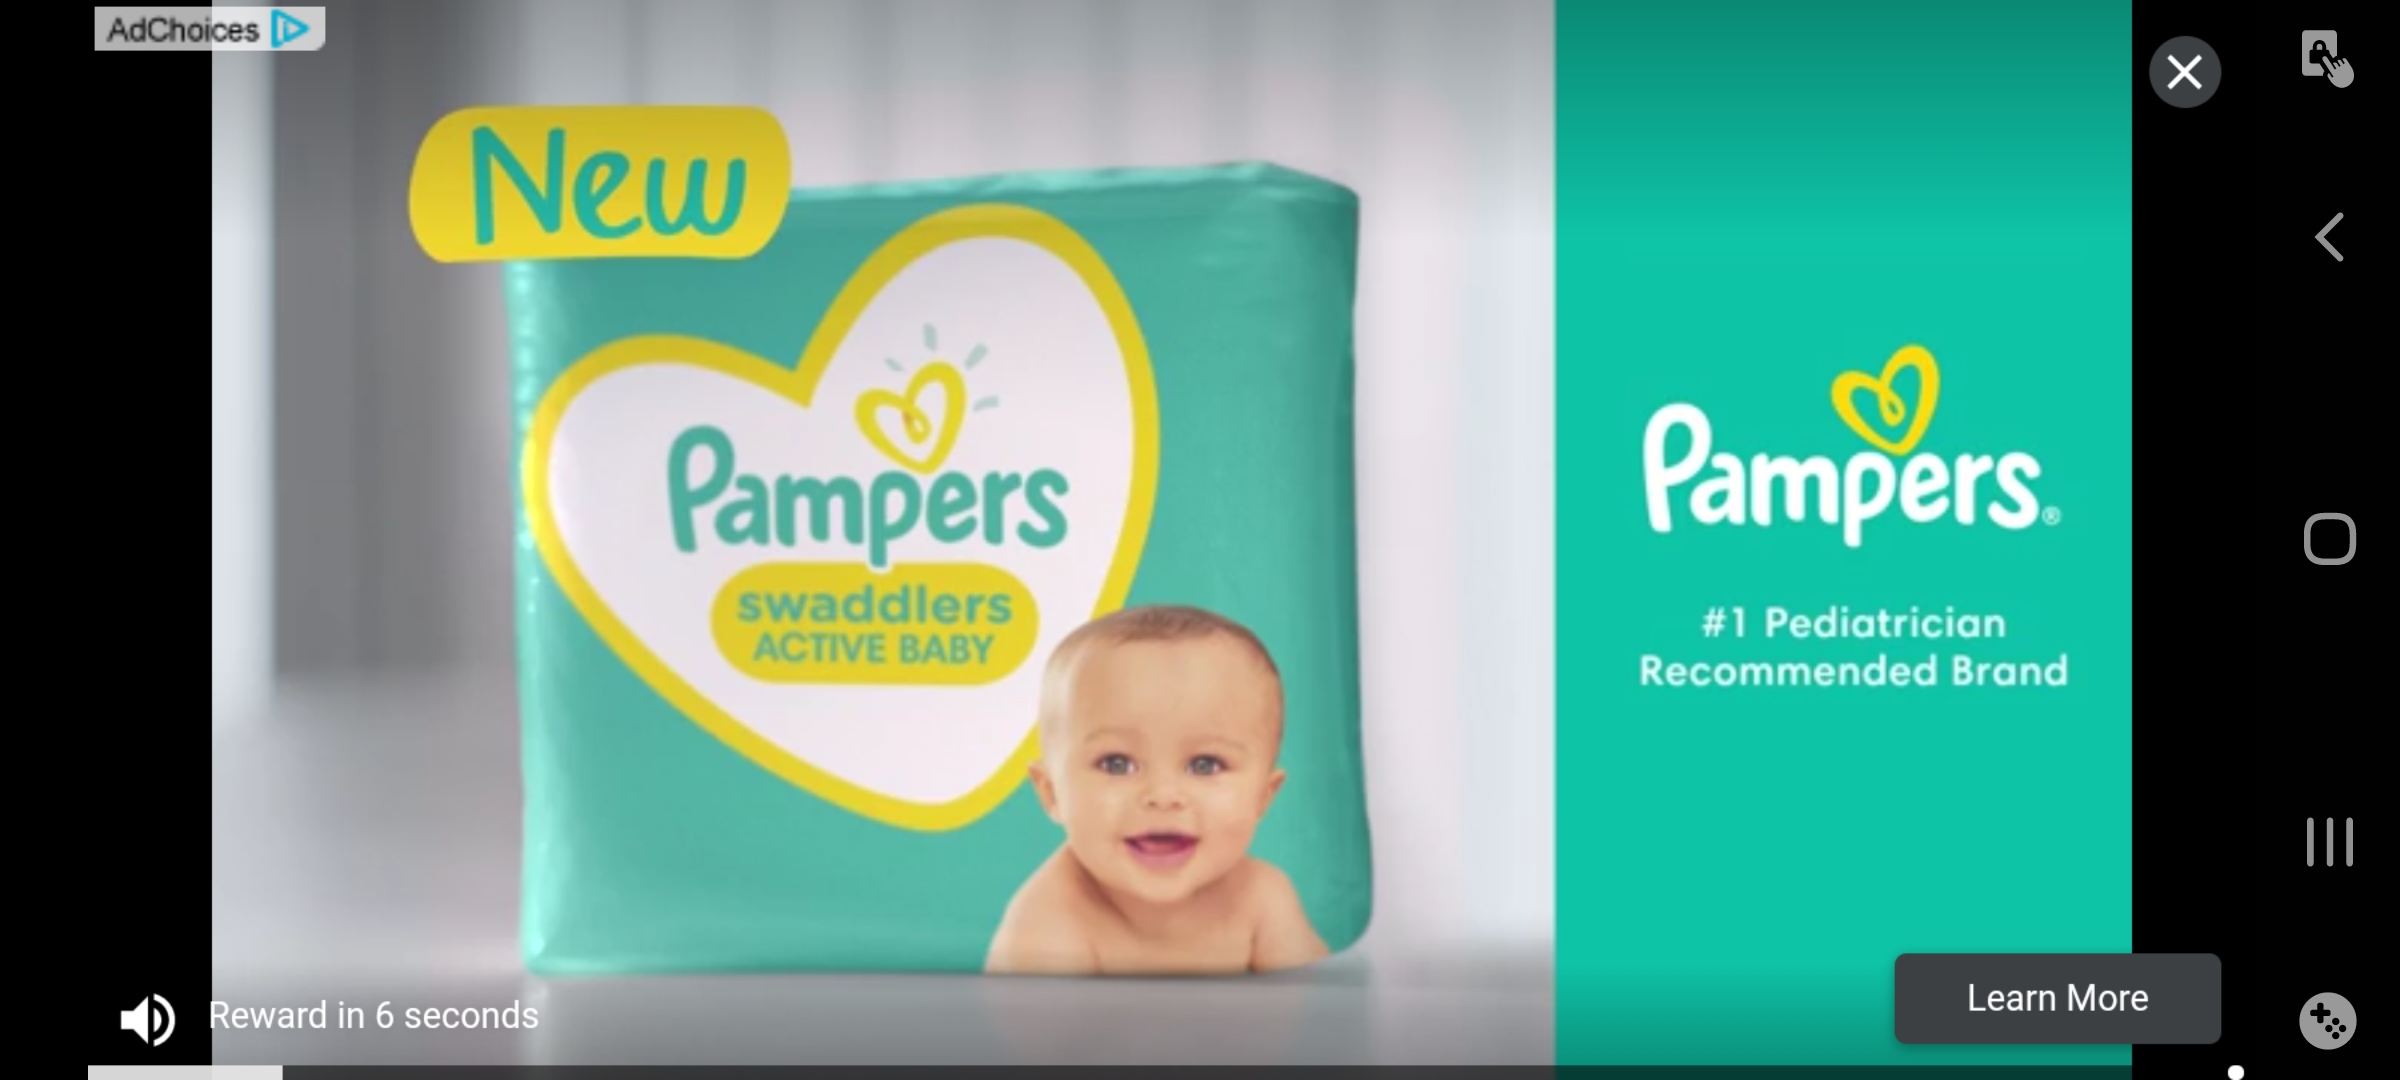 AdChoices
New
Pampers
swaddlers
ACTIVE BABY
Pampers®
#1 Pediatrician
Recommended Brand
Reward in 6 seconds
Learn More